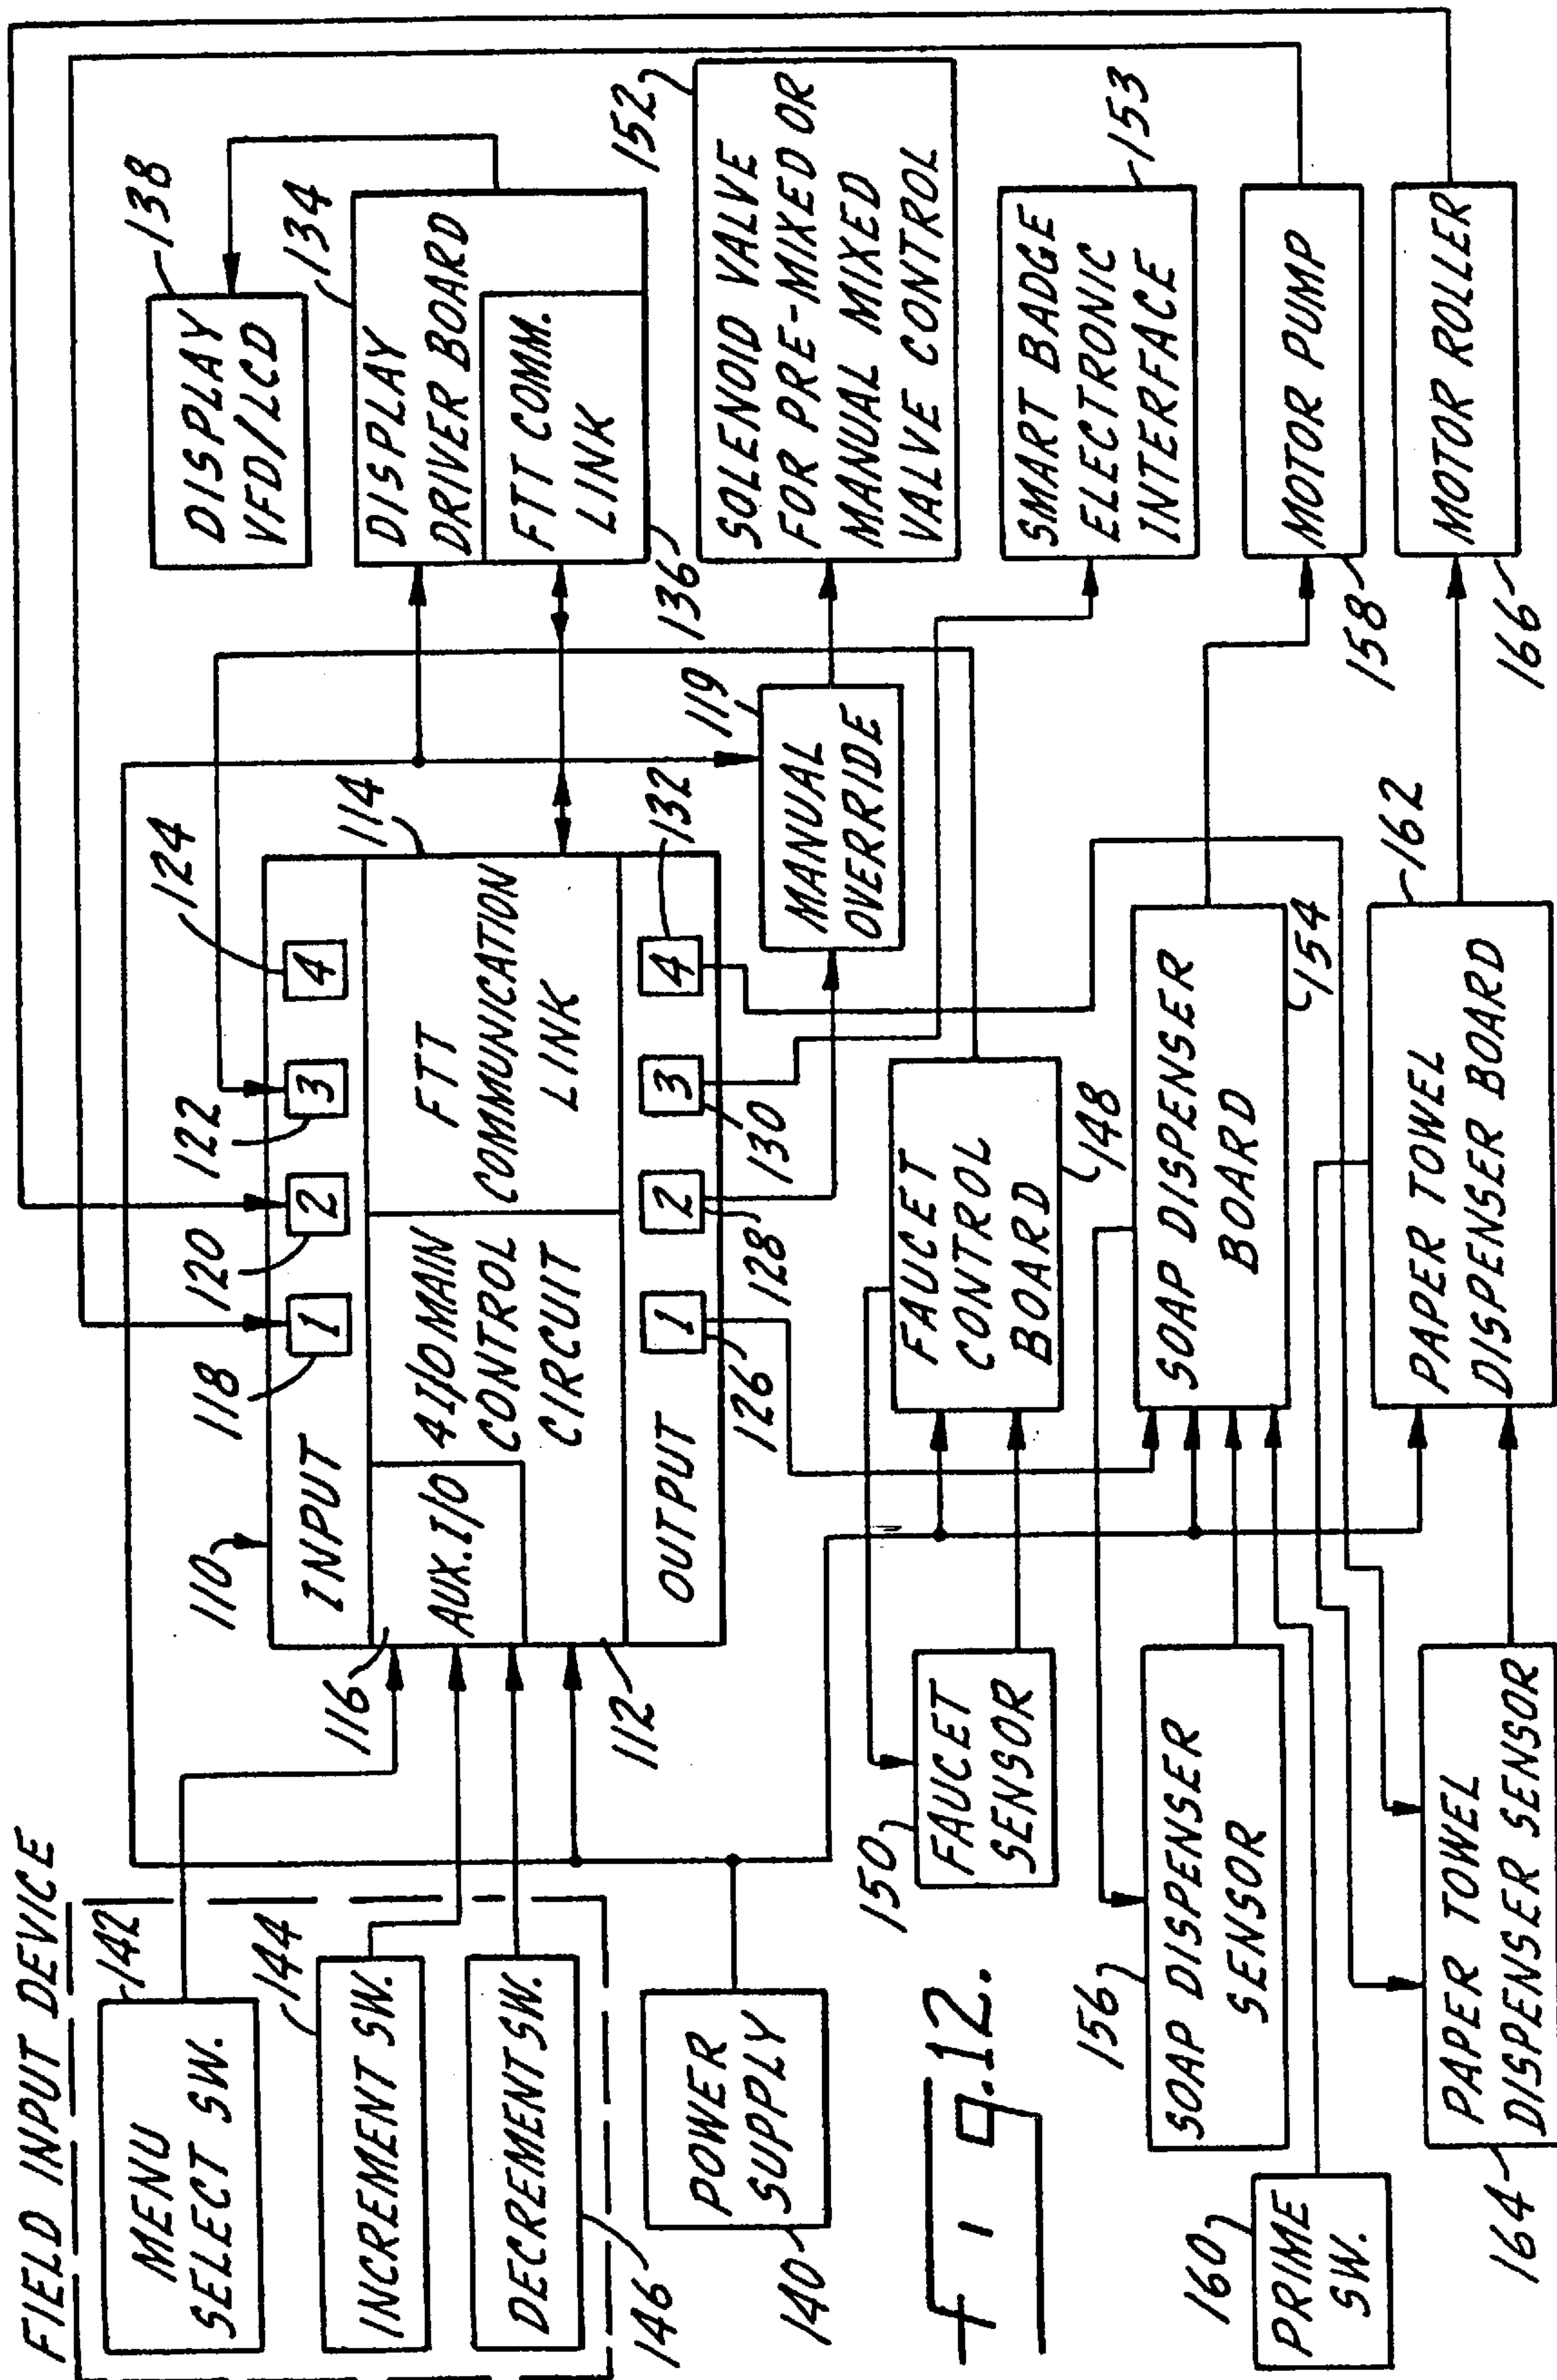 FIELD INPUT DEVICE
142
MENU
SELECT SW.
144
INCREMENT SW.
DECREMENT SW.
146
POWER
SUPPLY
140
110
INPUT
1
2
3
4
118
120
122
124
116
AUX. I/O
4 I/O MAIN
CONTROL
CIRCUIT
FTT
COMMUNICATION
LINK
114
112
OUTPUT
1
2
3
4
126
128
130
132
119
MANUAL
OVERRIDE
138
DISPLAY
VFD/LCD
134
DISPLAY
DRIVER BOARD
FTT COMM.
LINK
136
152
SOLENOID VALVE
FOR PRE-MIXED OR
MANUAL MIXED
VALVE CONTROL
SMART BADGE
ELECTRONIC
INTERFACE
153
MOTOR PUMP
158
MOTOR ROLLER
166
150
FAUCET
SENSOR
FAUCET
CONTROL
BOARD
148
156
SOAP DISPENSER
SENSOR
SOAP DISPENSER
BOARD
154
160
PRIME
SW.
164
PAPER TOWEL
DISPENSER SENSOR
162
PAPER TOWEL
DISPENSER BOARD
Fig.12.